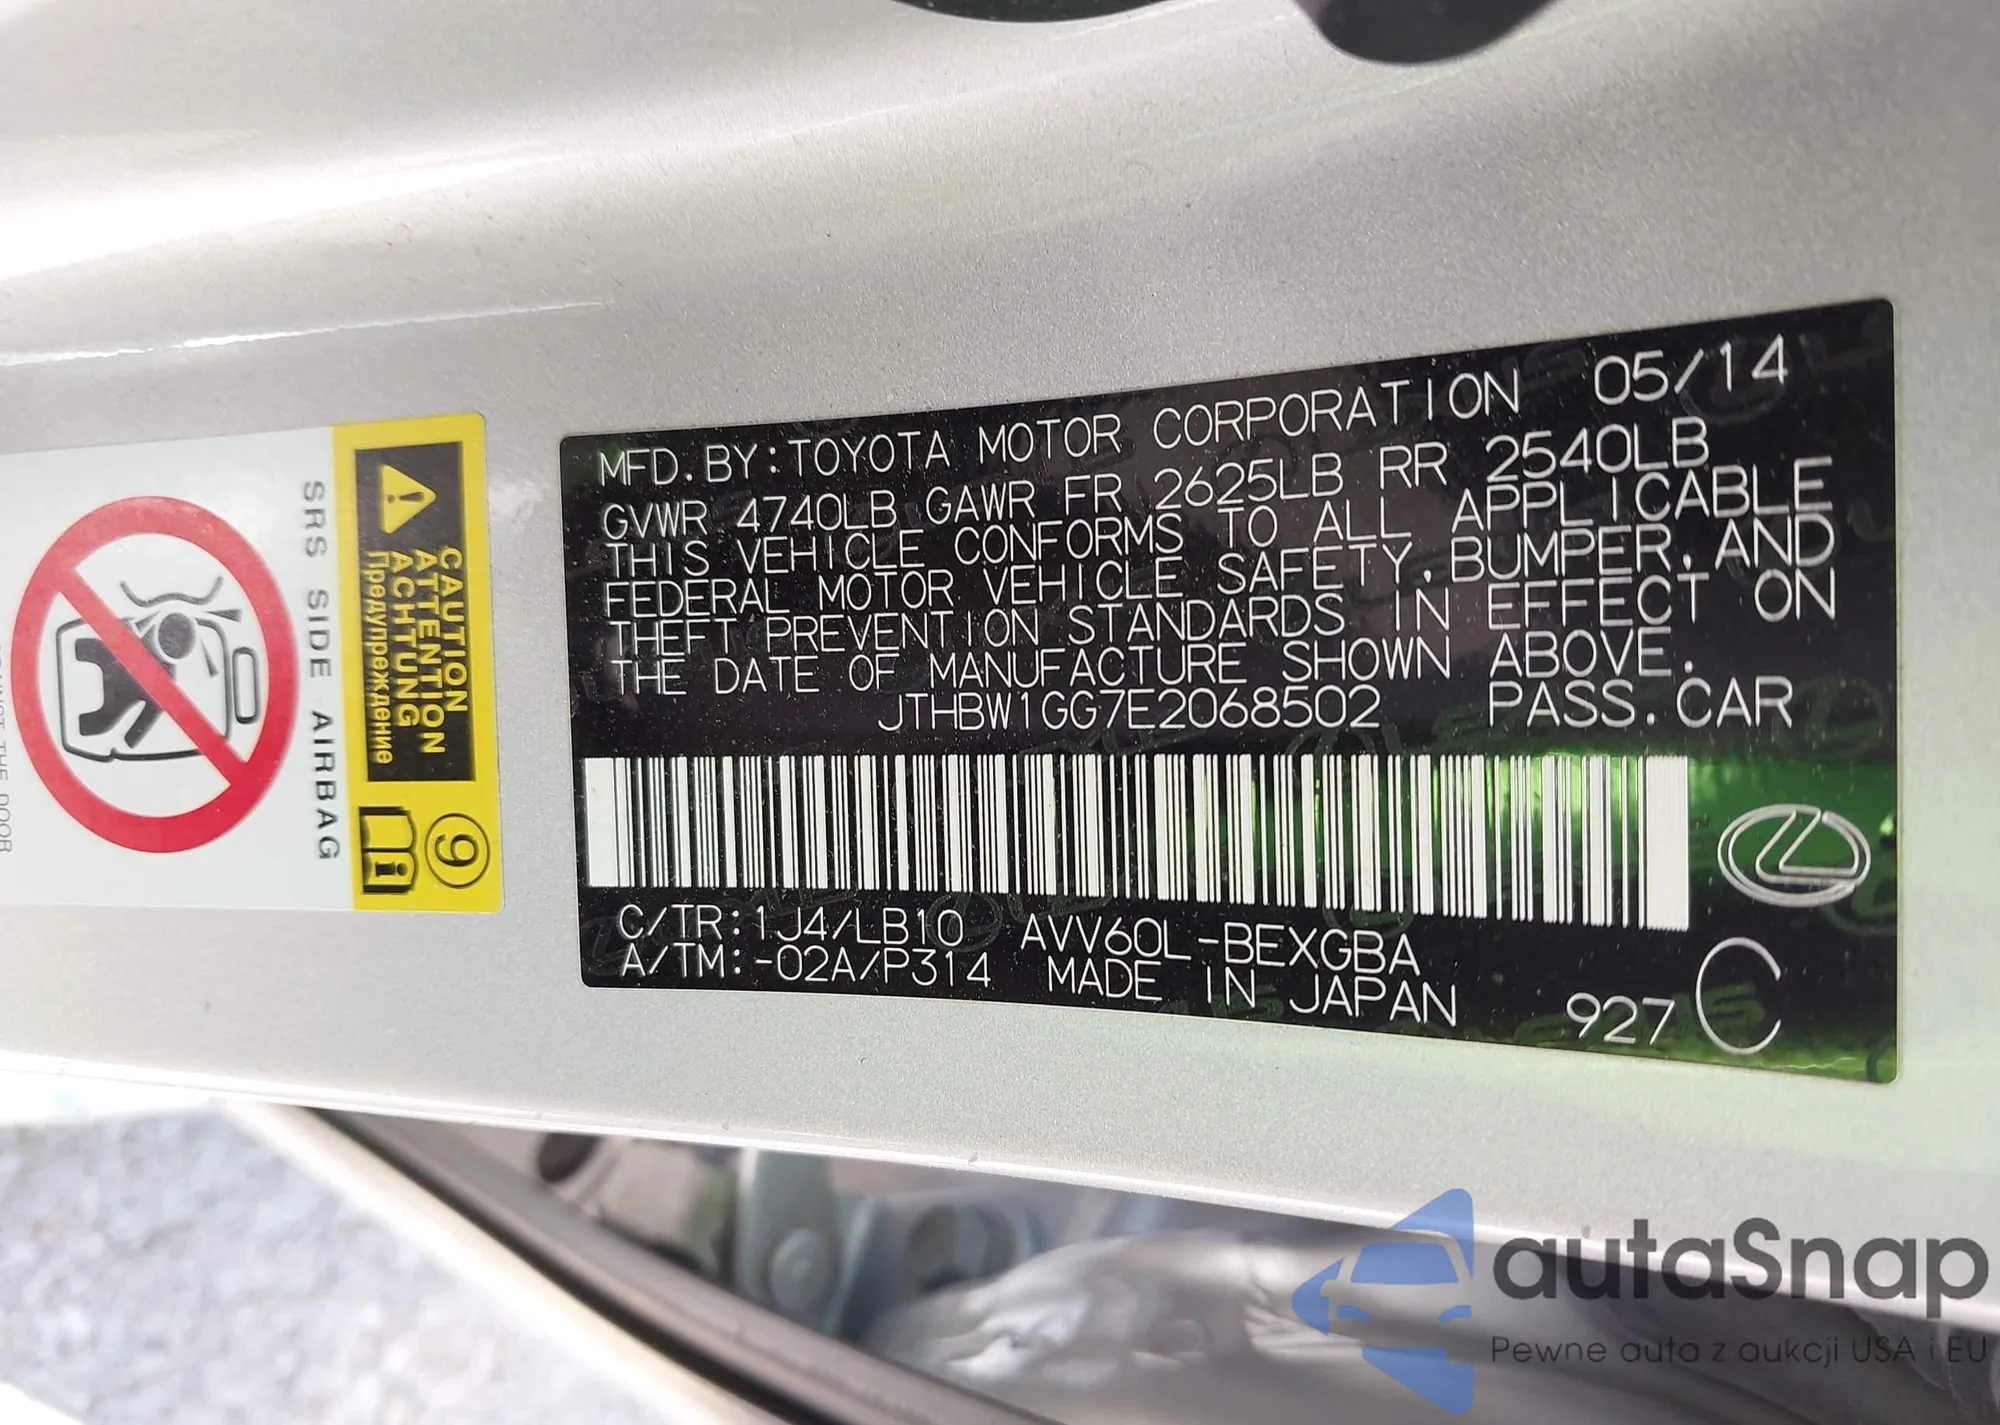 MFD. BY: TOYOTA MOTOR CORPORATION 05/14
GVWR 4740LB GAWR FR 2625LB RR 2540LB
THIS VEHICLE CONFORMS TO ALL APPLICABLE
FEDERAL MOTOR VEHICLE SAFETY, BUMPER, AND
THEFT PREVENTION STANDARDS IN EFFECT ON
THE DATE OF MANUFACTURE SHOWN ABOVE.
JTHBW1GG7E2068502 PASS. CAR
C/TR: 1J4/LB10 AVV60L-BEXGBA
A/TM: -02A/P314 MADE IN JAPAN 927 C
CAUTION
ATTENTION
ACHTUNG
Предупреждение
9
i
SRS SIDE AIRBAG
THE DOOR
autaSnap
Pewne auta z aukcji USA i EU